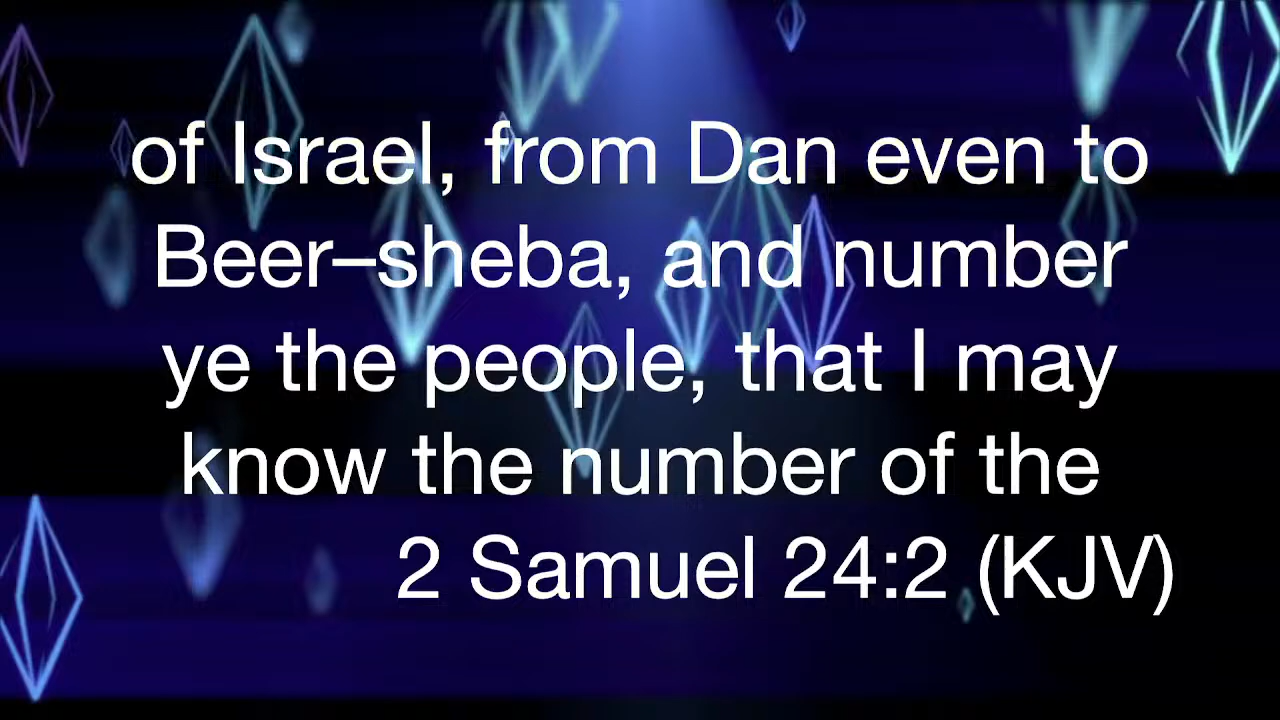 of Israel, from Dan even to
Beer–sheba, and number
ye the people, that I may
know the number of the
2 Samuel 24:2 (KJV)